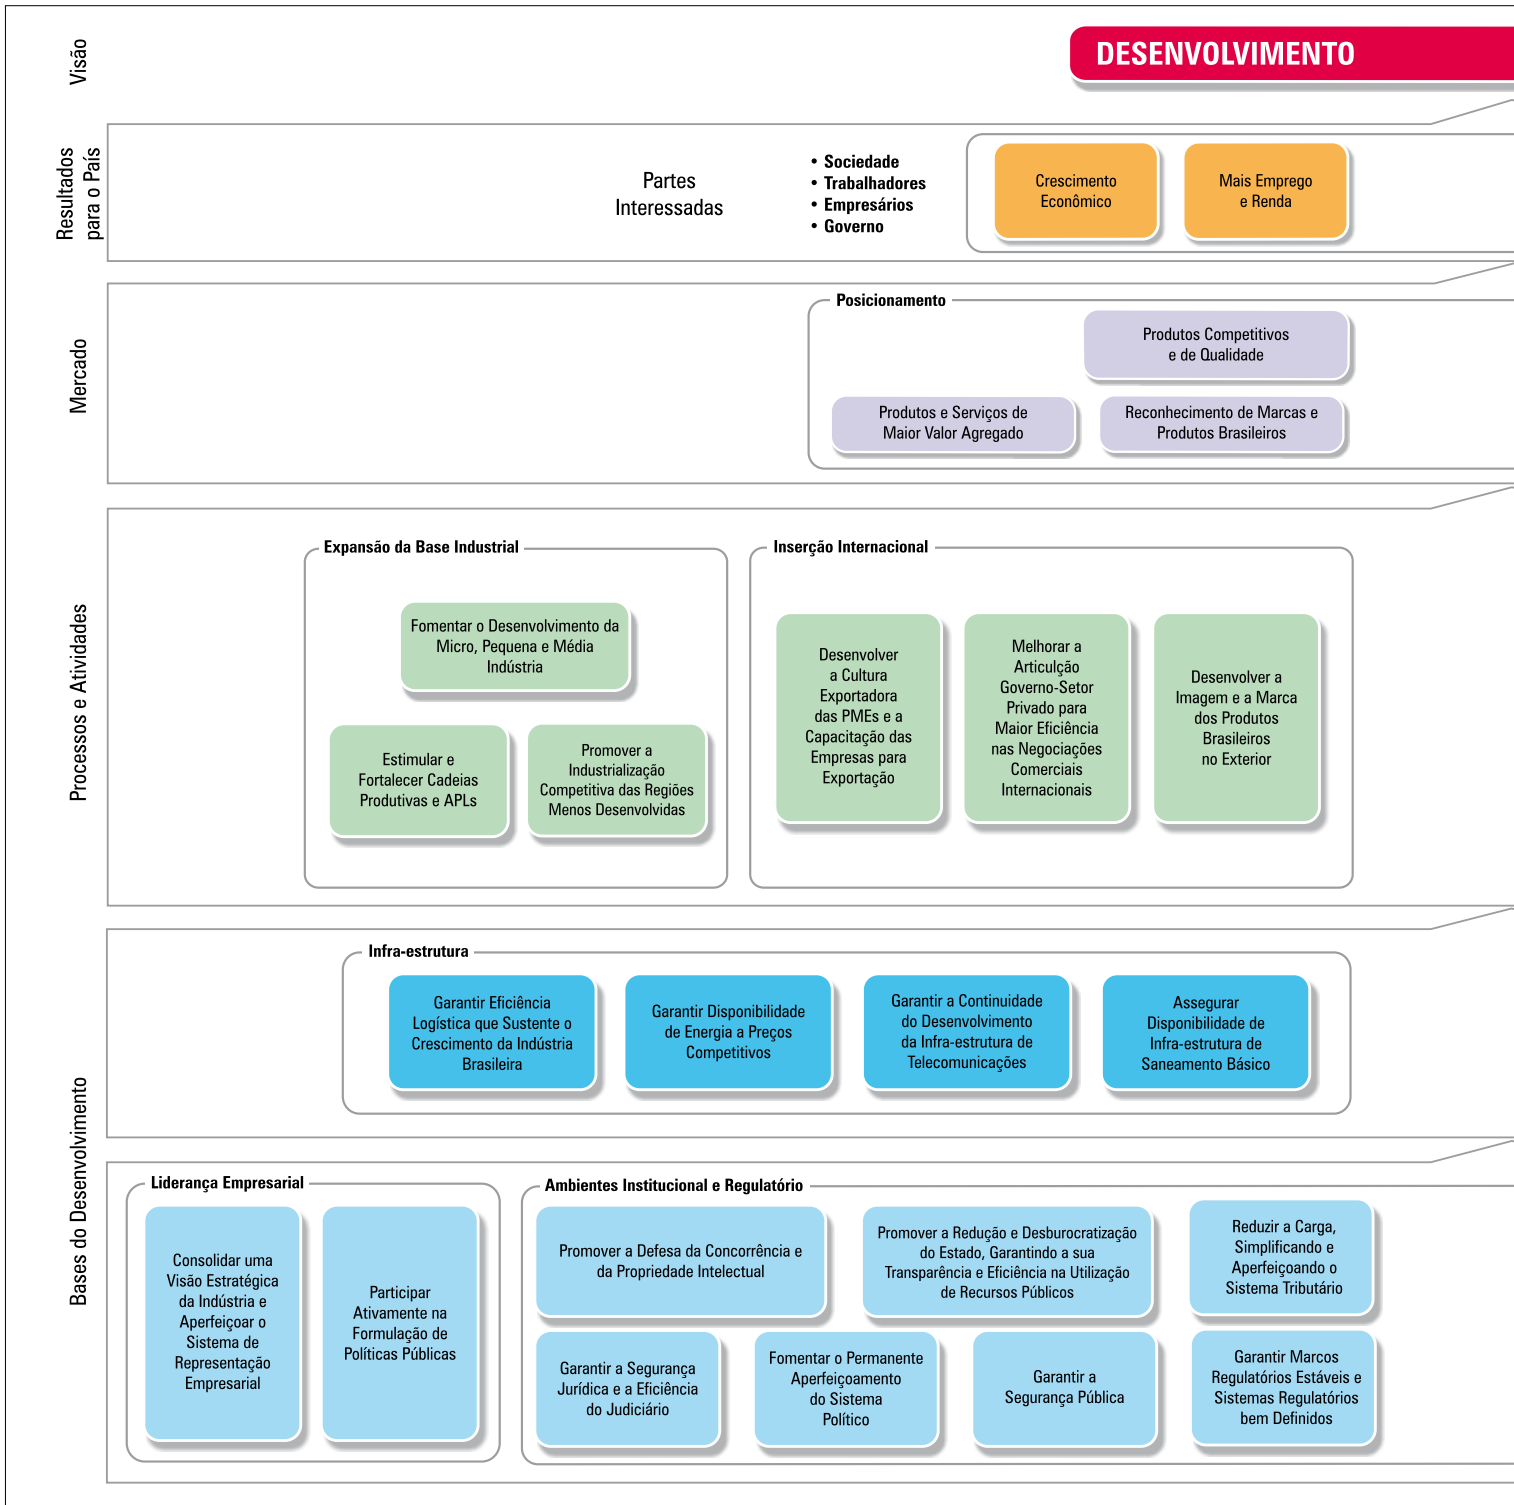 Visão
DESENVOLVIMENTO
Resultados
para o País
Partes
Interessadas
• Sociedade
• Trabalhadores
• Empresários
• Governo
Crescimento
Econômico
Mais Emprego
e Renda
Mercado
Posicionamento
Produtos Competitivos
e de Qualidade
Produtos e Serviços de
Maior Valor Agregado
Reconhecimento de Marcas e
Produtos Brasileiros
Processos e Atividades
Expansão da Base Industrial
Fomentar o Desenvolvimento da
Micro, Pequena e Média
Indústria
Estimular e
Fortalecer Cadeias
Produtivas e APLs
Promover a
Industrialização
Competitiva das Regiões
Menos Desenvolvidas
Inserção Internacional
Desenvolver
a Cultura
Exportadora
das PMEs e a
Capacitação das
Empresas para
Exportação
Melhorar a
Articulção
Governo-Setor
Privado para
Maior Eficiência
nas Negociações
Comerciais
Internacionais
Desenvolver a
Imagem e a Marca
dos Produtos
Brasileiros
no Exterior
Bases do Desenvolvimento
Infra-estrutura
Garantir Eficiência
Logística que Sustente o
Crescimento da Indústria
Brasileira
Garantir Disponibilidade
de Energia a Preços
Competitivos
Garantir a Continuidade
do Desenvolvimento
da Infra-estrutura de
Telecomunicações
Assegurar
Disponibilidade de
Infra-estrutura de
Saneamento Básico
Liderança Empresarial
Consolidar uma
Visão Estratégica
da Indústria e
Aperfeiçoar o
Sistema de
Representação
Empresarial
Participar
Ativamente na
Formulação de
Políticas Públicas
Ambientes Institucional e Regulatório
Promover a Defesa da Concorrência e
da Propriedade Intelectual
Promover a Redução e Desburocratização
do Estado, Garantindo a sua
Transparência e Eficiência na Utilização
de Recursos Públicos
Reduzir a Carga,
Simplificando e
Aperfeiçoando o
Sistema Tributário
Garantir a Segurança
Jurídica e a Eficiência
do Judiciário
Fomentar o Permanente
Aperfeiçoamento
do Sistema
Político
Garantir a
Segurança Pública
Garantir Marcos
Regulatórios Estáveis e
Sistemas Regulatórios
bem Definidos